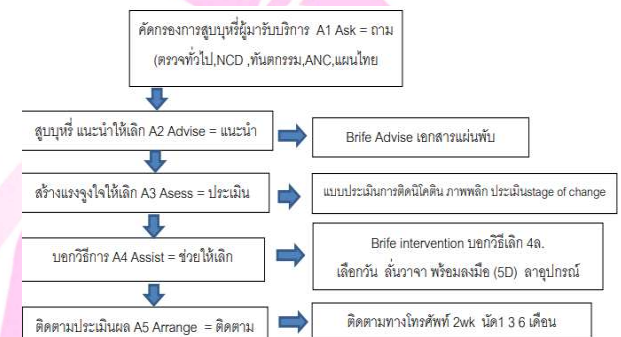 คัดกรองการสูบบุหรี่ผู้มารับบริการ A1 Ask = ถาม
(ตรวจทั่วไป,NCD ,ทันตกรรม,ANC,แผนไทย
สูบบุหรี่ แนะนำให้เลิก A2 Advise = แนะนำ
Brife Advise เอกสารแผ่นพับ
สร้างแรงจูงใจให้เลิก A3 Asess = ประเมิน
แบบประเมินการติดนิโคติน ภาพพลิก ประเมินstage of change
บอกวิธีการ A4 Assist = ช่วยให้เลิก
Brife intervention บอกวิธีเลิก 4ล.
เลือกวัน ลั่นวาจา พร้อมลงมือ (5D) ลาอุปกรณ์
ติดตามประเมินผล A5 Arrange = ติดตาม
ติดตามทางโทรศัพท์ 2wk นัด1 3 6 เดือน